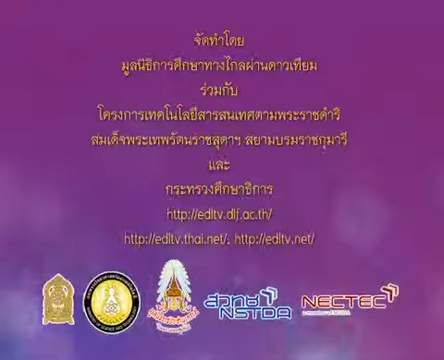 จัดทำโดย
มูลนิธิการศึกษาทางไกลผ่านดาวเทียม
ร่วมกับ
โครงการเทคโนโลยีสารสนเทศตามพระราชดำริ
สมเด็จพระเทพรัตนราชสุดาฯ สยามบรมราชกุมารี
และ
กระทรวงศึกษาธิการ
http://edltv.dlf.ac.th/
http://edltv.thai.net/, http://edltv.net/
สวทช NECTEC
NSTDA